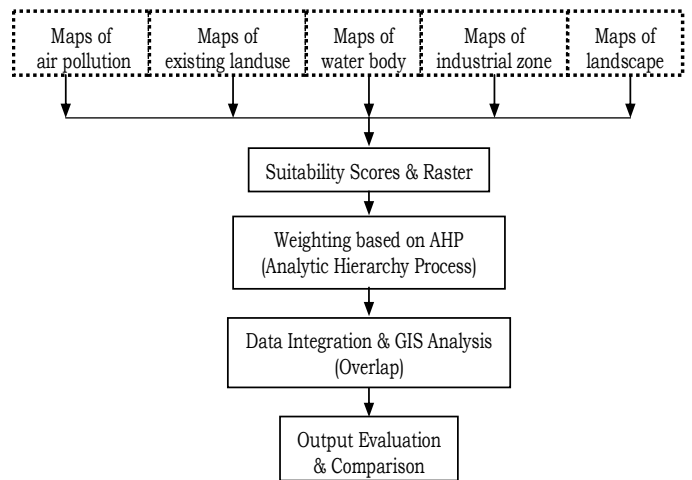 Maps of
air pollution
Maps of
existing landuse
Maps of
water body
Maps of
industrial zone
Maps of
landscape
Suitability Scores & Raster
Weighting based on AHP
(Analytic Hierarchy Process)
Data Integration & GIS Analysis
(Overlap)
Output Evaluation
& Comparison